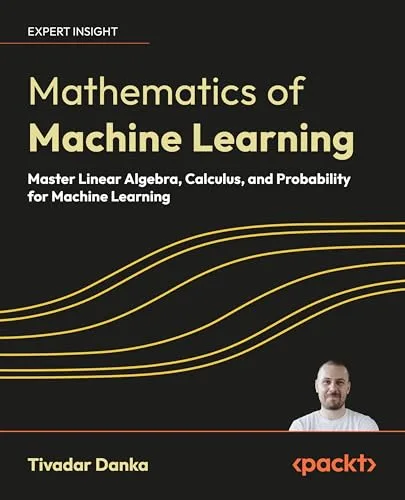 EXPERT INSIGHT
Mathematics of
Machine Learning
Master Linear Algebra, Calculus, and Probability
for Machine Learning
Tivadar Danka
<packt>